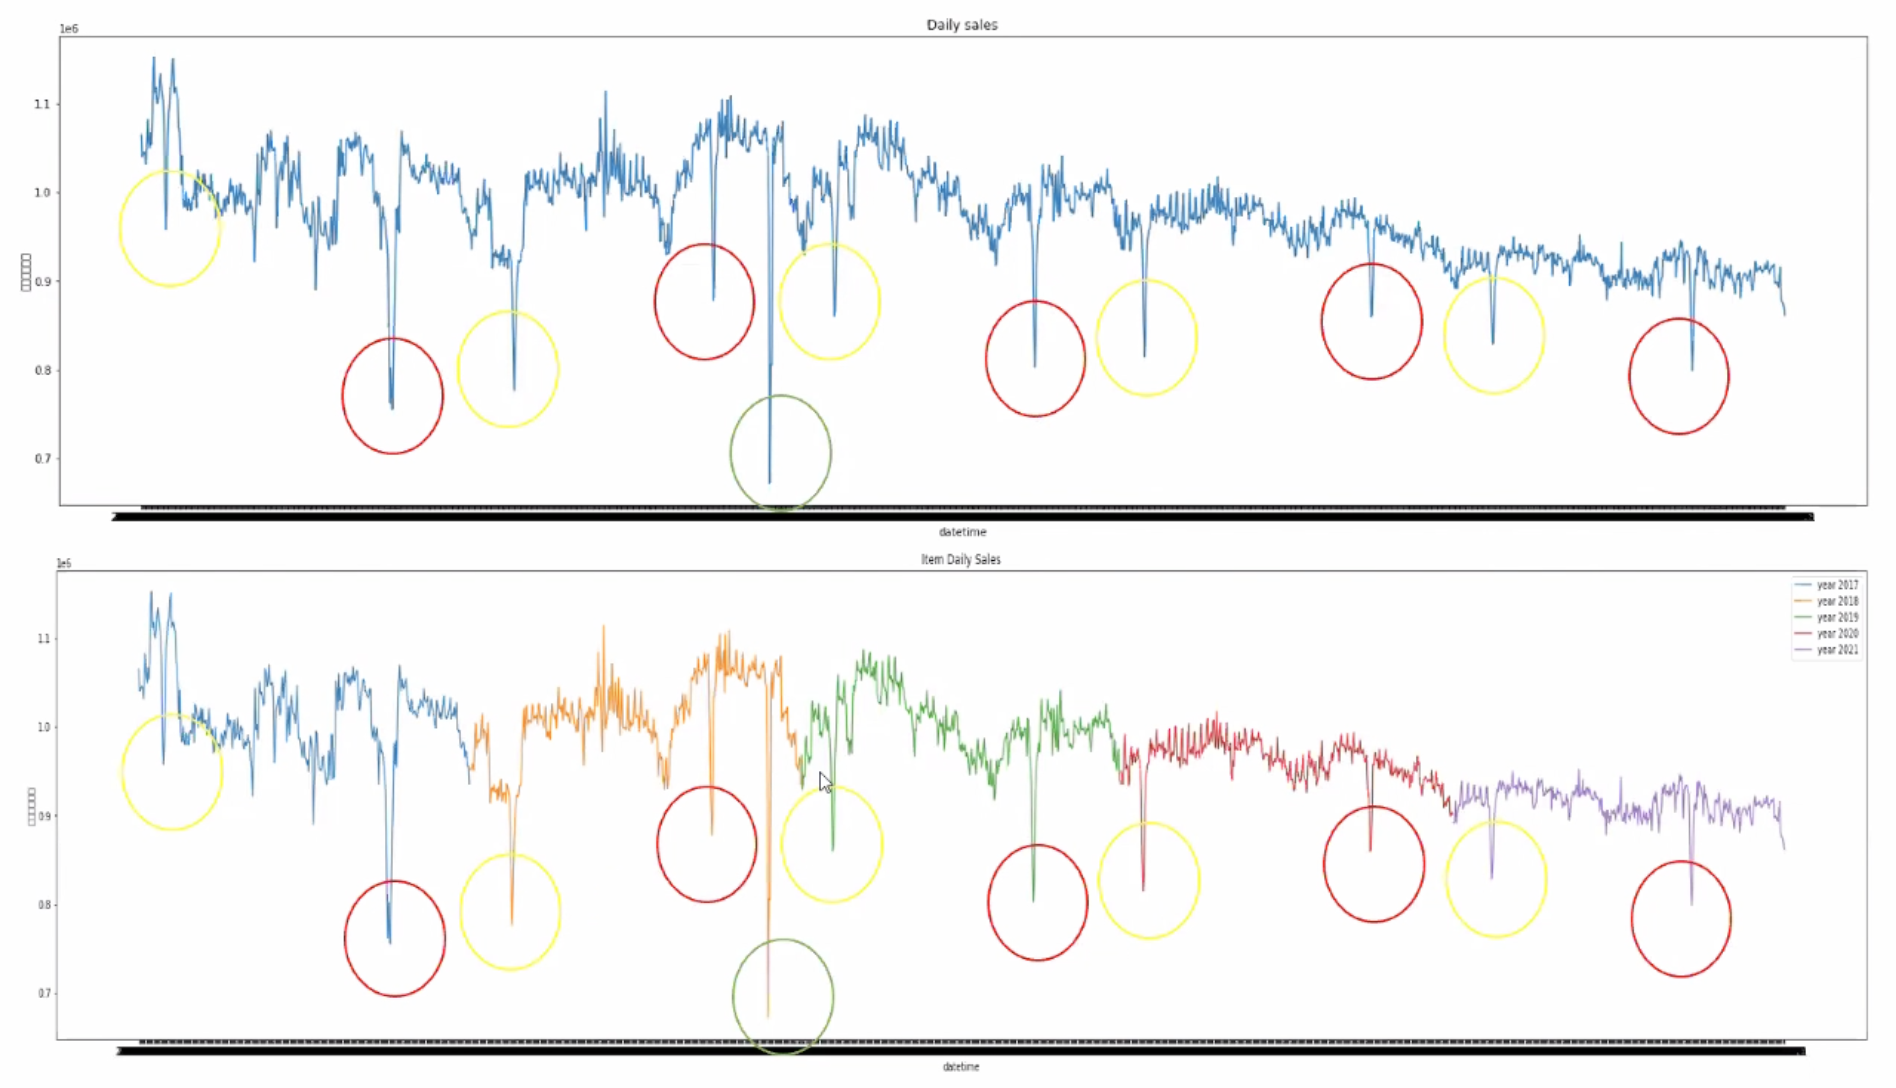 Daily sales
1e6
1.1
1.0
0.9
0.8
0.7
datetime
Item Daily Sales
1e6
year 2017
year 2018
year 2019
year 2020
year 2021
1.1
1.0
0.9
0.8
0.7
datetime